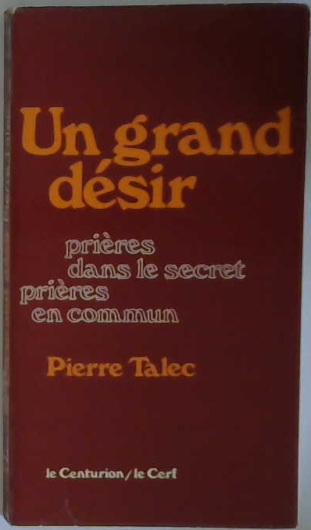 Un grand
désir
prières
dans le secret
prières
en commun
Pierre Talec
le Centurion/le Cerf